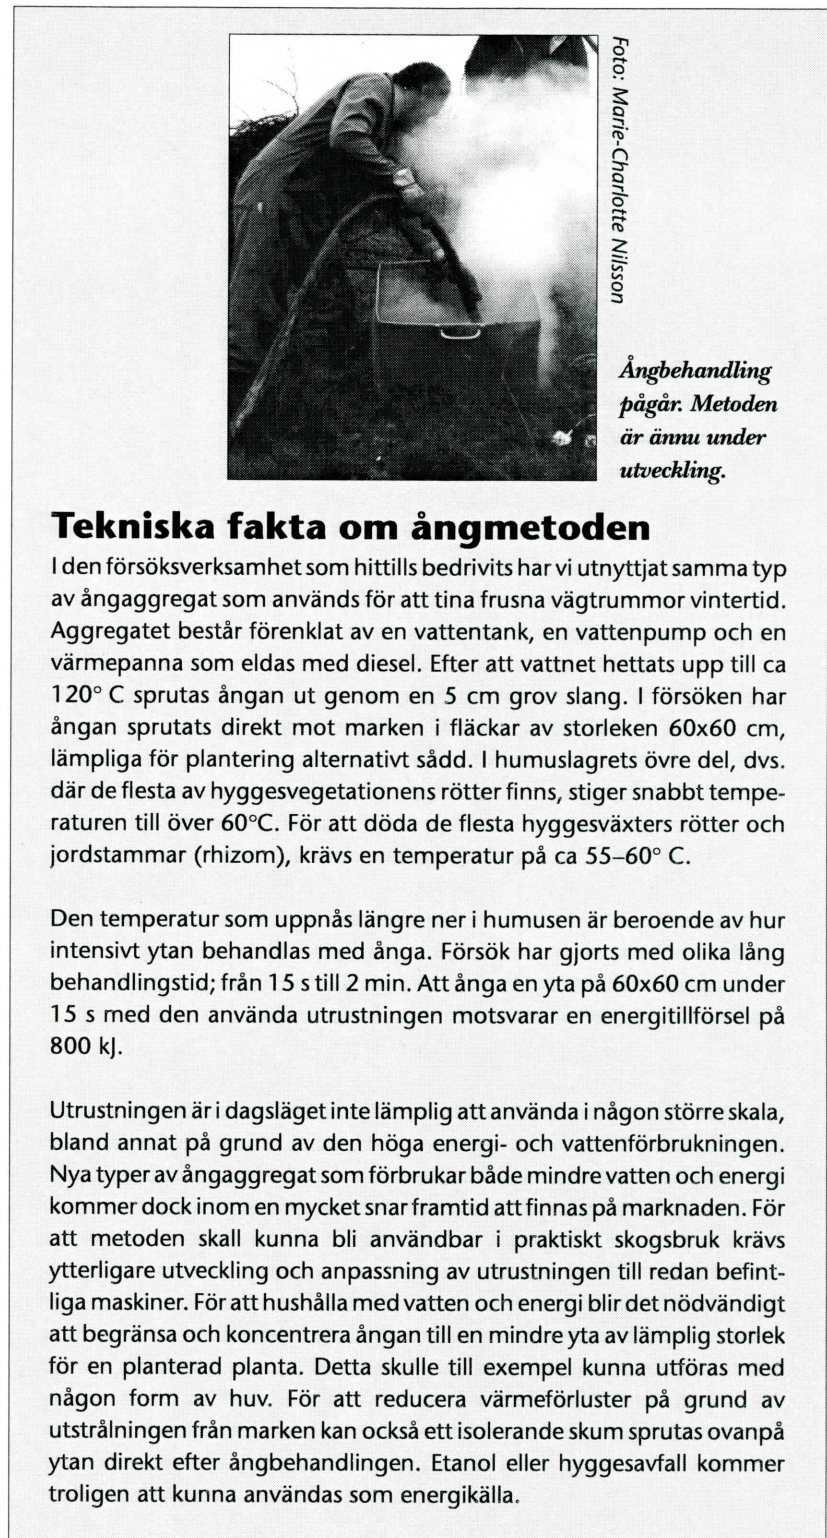 Foto: Marie-Charlotte Nilsson
Ångbehandling
pågår. Metoden
är ännu under
utveckling.
Tekniska fakta om ångmetoden
I den försöksverksamhet som hittills bedrivits har vi utnyttjat samma typ
av ångaggregat som används för att tina frusna vägtrummor vintertid.
Aggregatet består förenklat av en vattentank, en vattenpump och en
värmepanna som eldas med diesel. Efter att vattnet hettats upp till ca
120° C sprutas ångan ut genom en 5 cm grov slang. I försöken har
ångan sprutats direkt mot marken i fläckar av storleken 60x60 cm,
lämpliga för plantering alternativt sådd. I humuslagrets övre del, dvs.
där de flesta av hyggesvegetationens rötter finns, stiger snabbt tempe-
raturen till över 60°C. För att döda de flesta hyggesväxters rötter och
jordstammar (rhizom), krävs en temperatur på ca 55–60° C.
Den temperatur som uppnås längre ner i humusen är beroende av hur
intensivt ytan behandlas med ånga. Försök har gjorts med olika lång
behandlingstid; från 15 s till 2 min. Att ånga en yta på 60x60 cm under
15 s med den använda utrustningen motsvarar en energitillförsel på
800 kJ.
Utrustningen är i dagsläget inte lämplig att använda i någon större skala,
bland annat på grund av den höga energi- och vattenförbrukningen.
Nya typer av ångaggregat som förbrukar både mindre vatten och energi
kommer dock inom en mycket snar framtid att finnas på marknaden. För
att metoden skall kunna bli användbar i praktiskt skogsbruk krävs
ytterligare utveckling och anpassning av utrustningen till redan befint-
liga maskiner. För att hushålla med vatten och energi blir det nödvändigt
att begränsa och koncentrera ångan till en mindre yta av lämplig storlek
för en planterad planta. Detta skulle till exempel kunna utföras med
någon form av huv. För att reducera värmeförluster på grund av
utstrålningen från marken kan också ett isolerande skum sprutas ovanpå
ytan direkt efter ångbehandlingen. Etanol eller hyggesavfall kommer
troligen att kunna användas som energikälla.